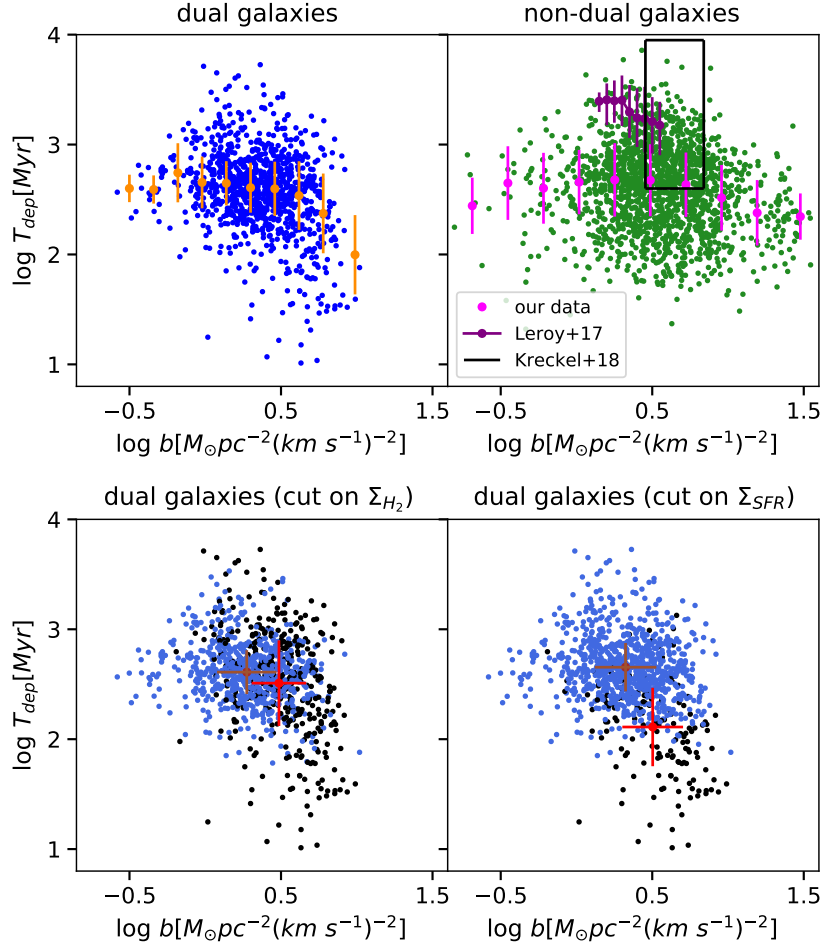 dual galaxies
non-dual galaxies
4
3
2
1
log T_dep[Myr]
our data
Leroy+17
Kreckel+18
−0.5 0.5 1.5
−0.5 0.5 1.5
log b[M⊙pc⁻²(km s⁻¹)⁻²]
log b[M⊙pc⁻²(km s⁻¹)⁻²]
dual galaxies (cut on Σ_H₂)
dual galaxies (cut on Σ_SFR)
4
3
2
1
log T_dep[Myr]
−0.5 0.5 1.5
−0.5 0.5 1.5
log b[M⊙pc⁻²(km s⁻¹)⁻²]
log b[M⊙pc⁻²(km s⁻¹)⁻²]